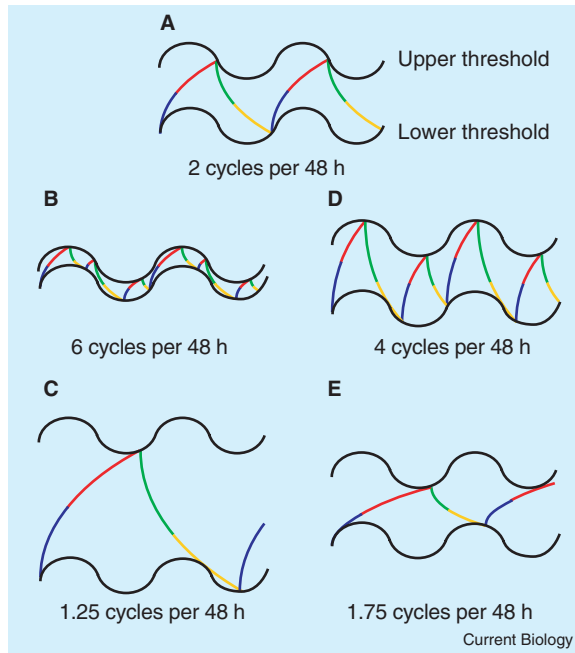 A
Upper threshold
Lower threshold
2 cycles per 48 h
B
6 cycles per 48 h
D
4 cycles per 48 h
C
1.25 cycles per 48 h
E
1.75 cycles per 48 h
Current Biology